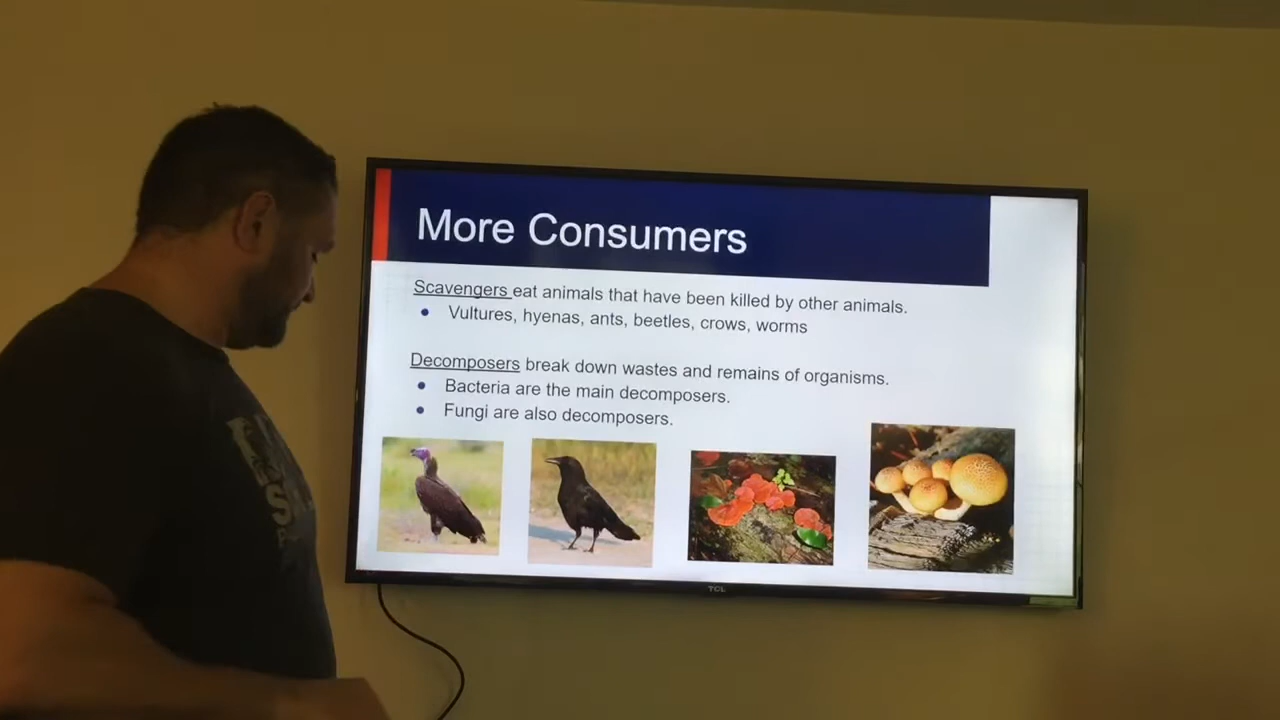 More Consumers
Scavengers eat animals that have been killed by other animals.
• Vultures, hyenas, ants, beetles, crows, worms
Decomposers break down wastes and remains of organisms.
• Bacteria are the main decomposers.
• Fungi are also decomposers.
TCL